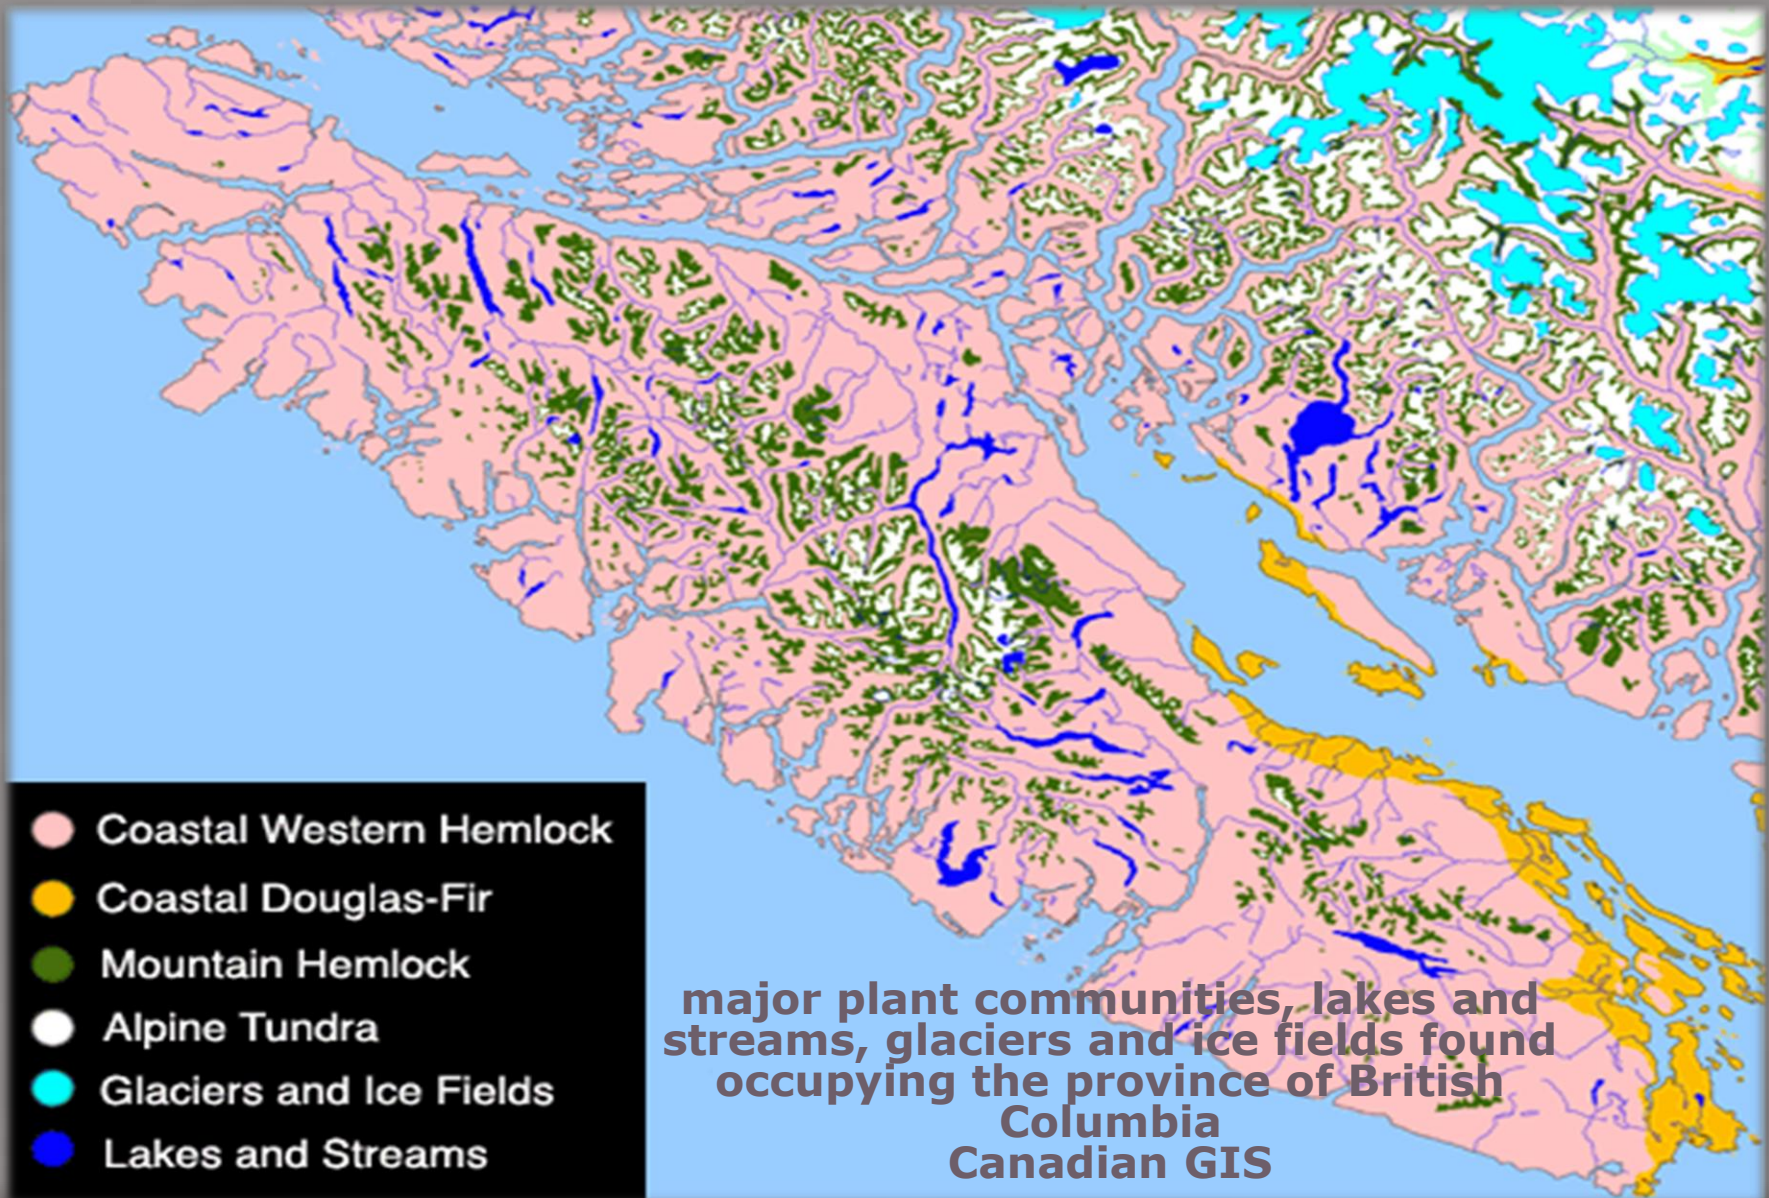 Coastal Western Hemlock
Coastal Douglas-Fir
Mountain Hemlock
Alpine Tundra
Glaciers and Ice Fields
Lakes and Streams
major plant communities, lakes and
streams, glaciers and ice fields found
occupying the province of British
Columbia
Canadian GIS